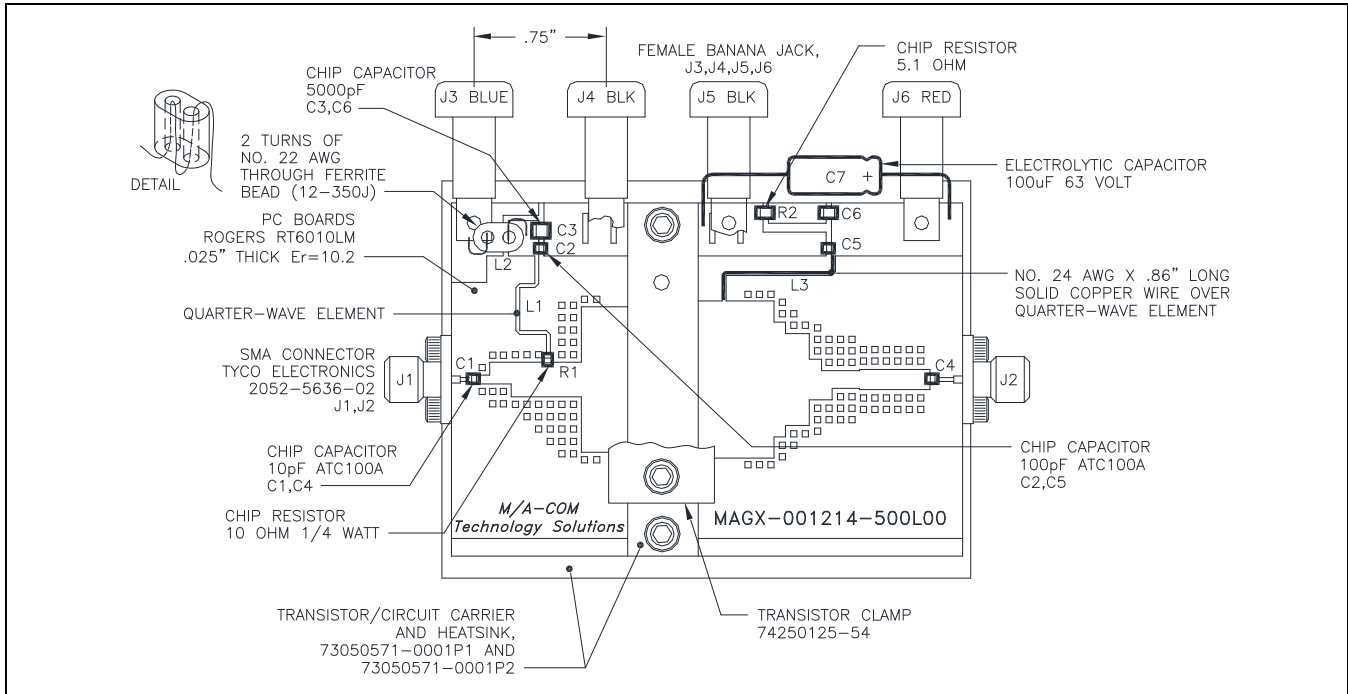 .75"
CHIP CAPACITOR
5000pF
C3,C6
FEMALE BANANA JACK,
J3,J4,J5,J6
CHIP RESISTOR
5.1 OHM
J3 BLUE
J4 BLK
J5 BLK
J6 RED
DETAIL
2 TURNS OF
NO. 22 AWG
THROUGH FERRITE
BEAD (12-350J)
ELECTROLYTIC CAPACITOR
100uF 63 VOLT
C7 +
PC BOARDS
ROGERS RT6010LM
.025" THICK Er=10.2
C3
C2
L2
R2
C6
C5
L3
NO. 24 AWG X .86" LONG
SOLID COPPER WIRE OVER
QUARTER-WAVE ELEMENT
QUARTER-WAVE ELEMENT
L1
SMA CONNECTOR
TYCO ELECTRONICS
2052-5636-02
J1,J2
J1
C1
R1
C4
J2
CHIP CAPACITOR
10pF ATC100A
C1,C4
CHIP CAPACITOR
100pF ATC100A
C2,C5
CHIP RESISTOR
10 OHM 1/4 WATT
M/A-COM
Technology Solutions
MAGX-001214-500L00
TRANSISTOR/CIRCUIT CARRIER
AND HEATSINK,
73050571-0001P1 AND
73050571-0001P2
TRANSISTOR CLAMP
74250125-54